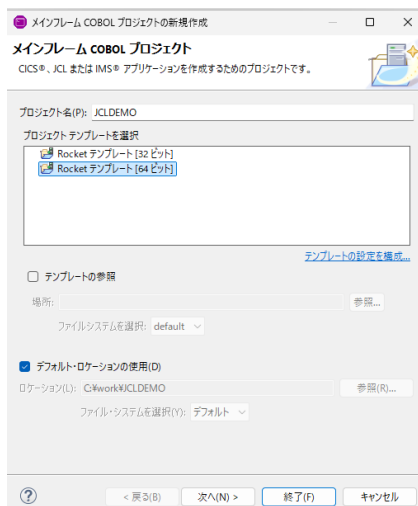 メインフレーム COBOL プロジェクトの新規作成
メインフレーム COBOL プロジェクト
CICS®、JCL または IMS® アプリケーションを作成するためのプロジェクトです。
プロジェクト名(P): JCLDEMO
プロジェクト テンプレートを選択
Rocket テンプレート [32 ビット]
Rocket テンプレート [64 ビット]
テンプレートの設定を構成...
テンプレートの参照
場所: 参照...
ファイルシステムを選択: default
デフォルト・ロケーションの使用(D)
ロケーション(L): C:¥work¥JCLDEMO 参照(R)...
ファイル・システムを選択(Y): デフォルト
? < 戻る(B) 次へ(N) > 終了(F) キャンセル